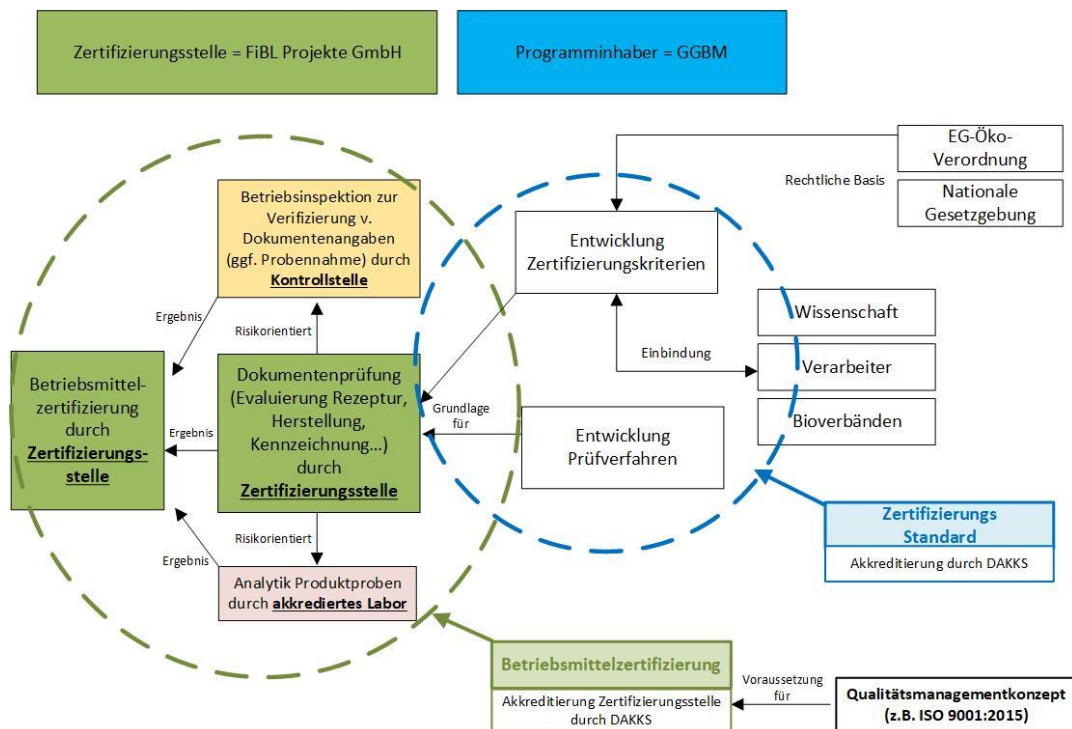 Zertifizierungsstelle = FiBL Projekte GmbH
Programminhaber = GGBM
EG-Öko-
Verordnung
Rechtliche Basis
Nationale
Gesetzgebung
Betriebsinspektion zur
Verifizierung v.
Dokumentenangaben
(ggf. Probennahme) durch
Kontrollstelle
Entwicklung
Zertifizierungskriterien
Ergebnis
Risikorientiert
Wissenschaft
Einbindung
Verarbeiter
Bioverbänden
Betriebsmittel-
zertifizierung
durch
Zertifizierungs-
stelle
Ergebnis
Dokumentenprüfung
(Evaluierung Rezeptur,
Herstellung,
Kennzeichnung...)
durch
Zertifizierungsstelle
Grundlage
für
Entwicklung
Prüfverfahren
Risikorientiert
Ergebnis
Analytik Produktproben
durch akkrediertes Labor
Zertifizierungs
Standard
Akkreditierung durch DAKKS
Betriebsmittelzertifizierung
Akkreditierung Zertifizierungsstelle
durch DAKKS
Voraussetzung
für
Qualitätsmanagementkonzept
(z.B. ISO 9001:2015)